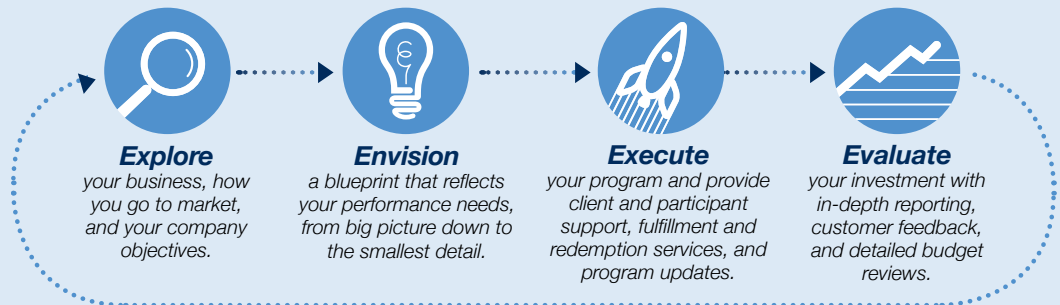 Explore
your business, how
you go to market,
and your company
objectives.
Envision
a blueprint that reflects
your performance needs,
from big picture down to
the smallest detail.
Execute
your program and provide
client and participant
support, fulfillment and
redemption services, and
program updates.
Evaluate
your investment with
in-depth reporting,
customer feedback,
and detailed budget
reviews.